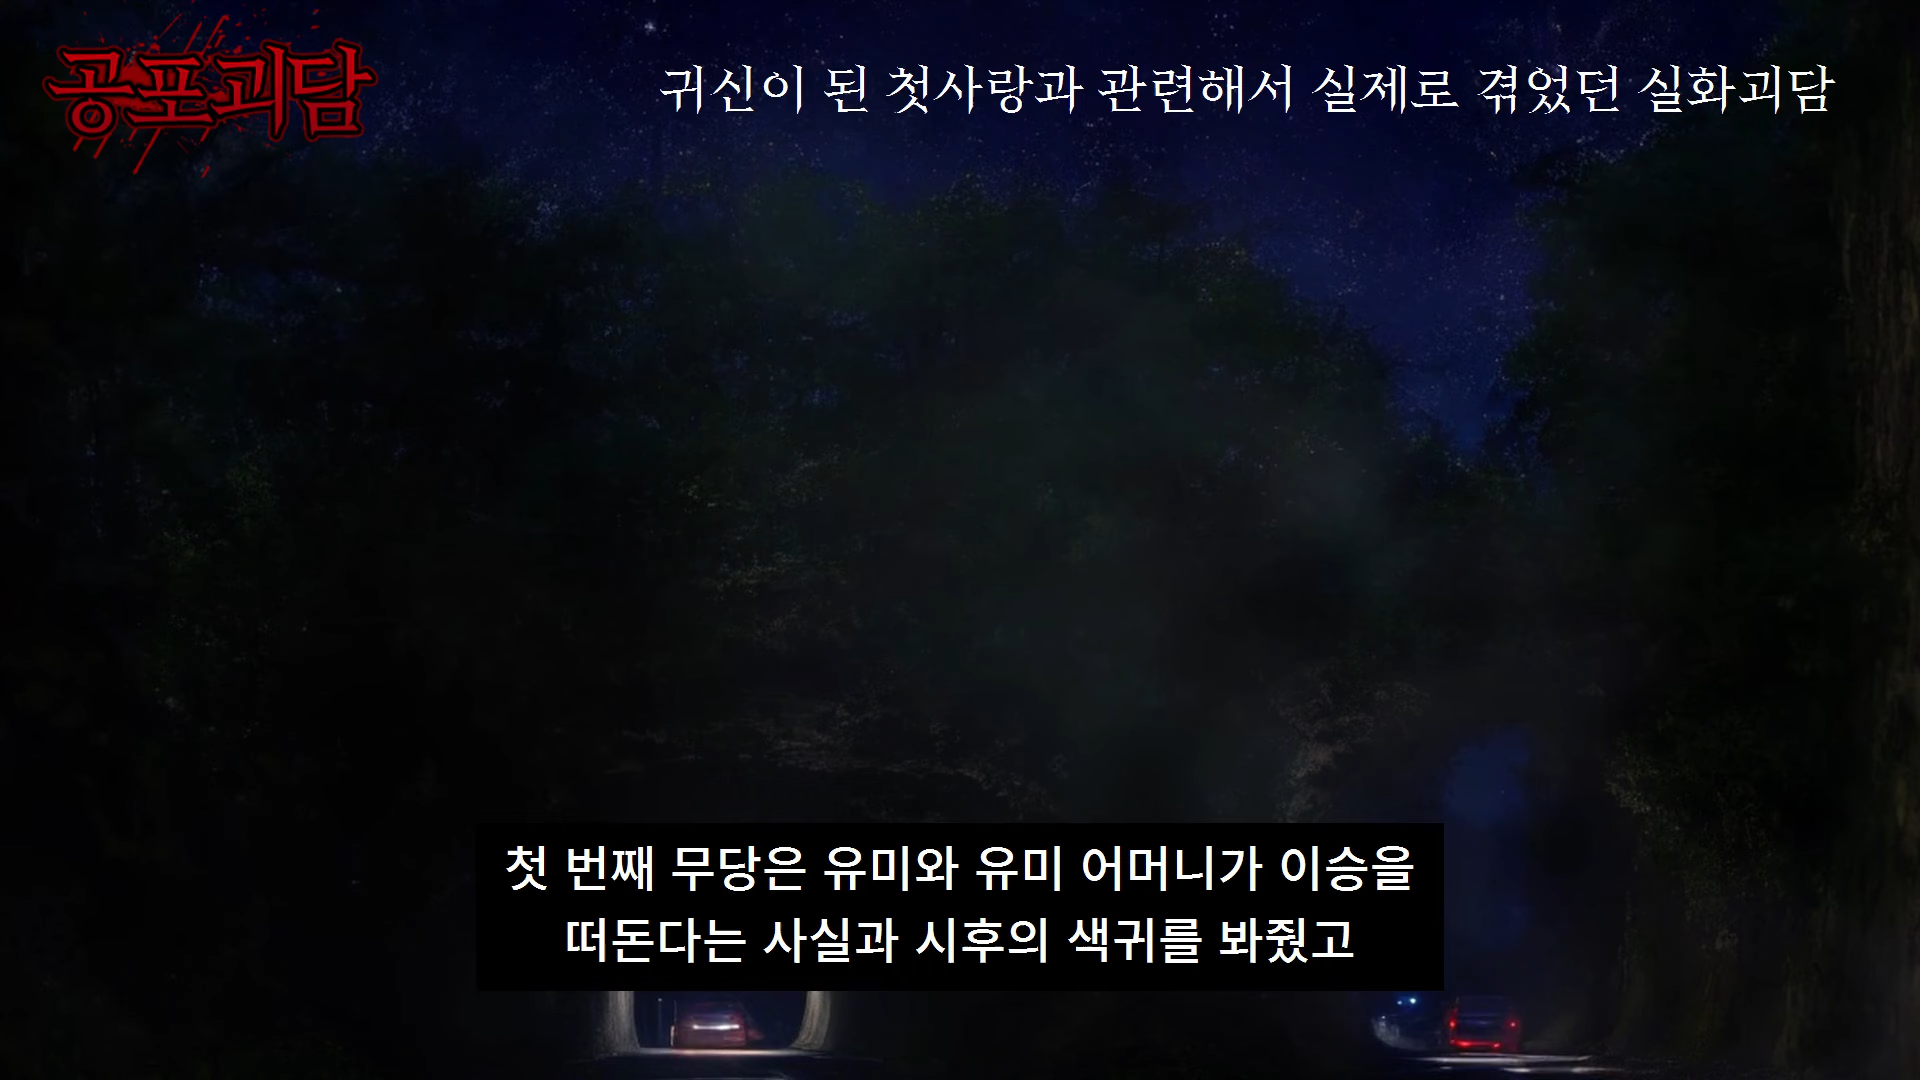 공포괴담
귀신이 된 첫사랑과 관련해서 실제로 겪었던 실화괴담
첫 번째 무당은 유미와 유미 어머니가 이승을
떠돈다는 사실과 시후의 색귀를 봐줬고